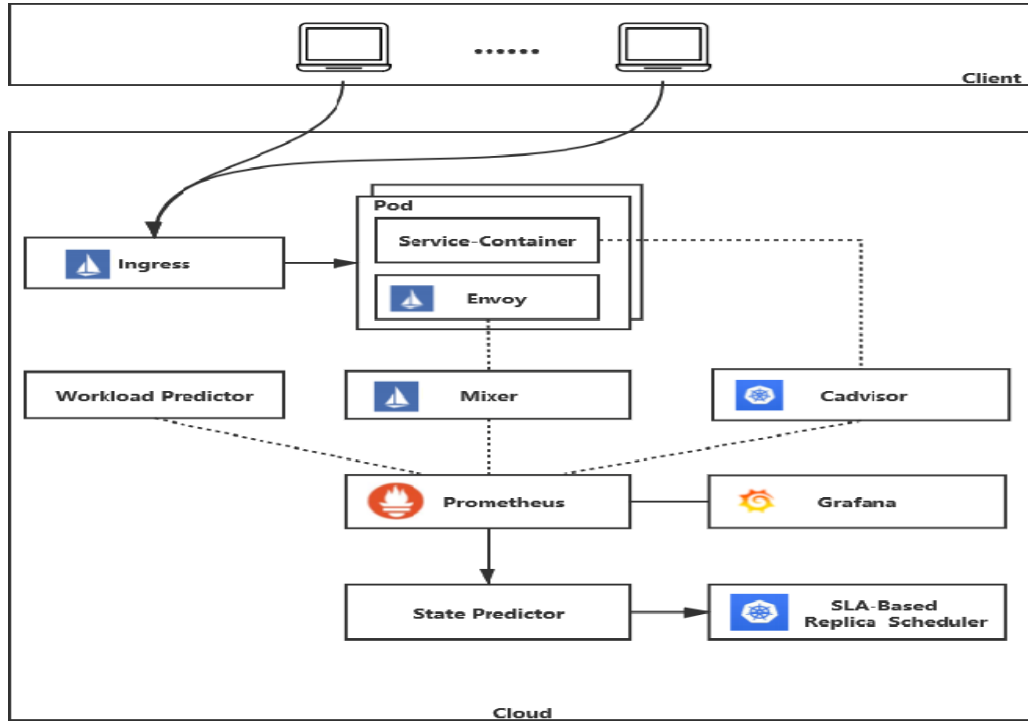 Client
Pod
Service-Container
Ingress
Envoy
Workload Predictor
Mixer
Cadvisor
Prometheus
Grafana
State Predictor
SLA-Based
Replica Scheduler
Cloud